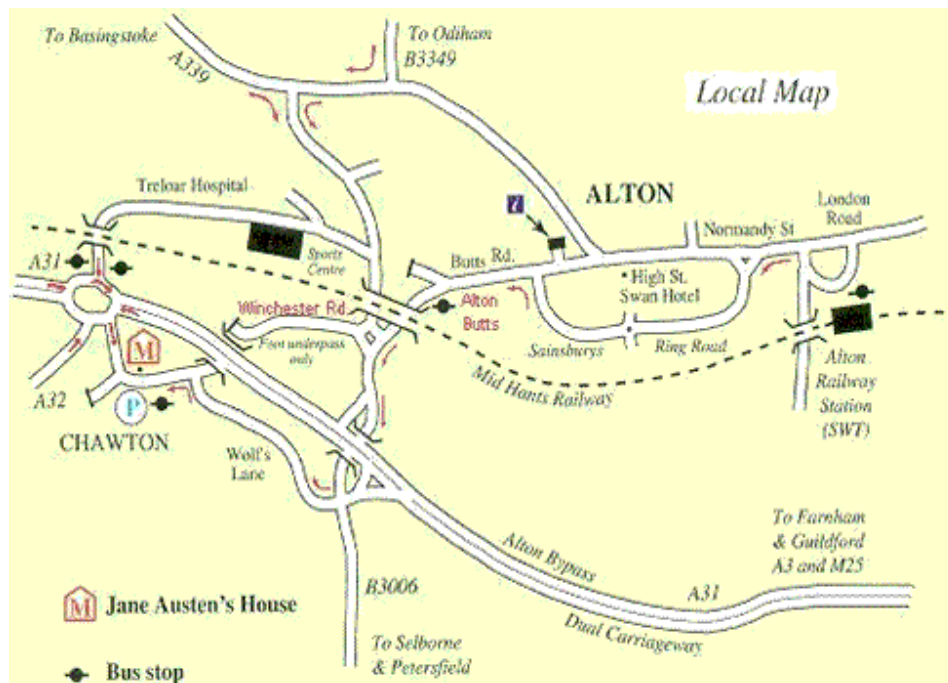 To Basingstoke
A339
To Odiham
B3349
Local Map
Treloar Hospital
i
ALTON
London
Road
Normandy St
A31
Sports
Centre
Butts Rd.
High St.
Swan Hotel
Winchester Rd.
Alton
Butts
Foot underpass
only
Sainsburys
Ring Road
Mid Hants Railway
Alton
Railway
Station
(SWT)
M
A32
P
CHAWTON
Wolf's
Lane
To Farnham
& Guildford
A3 and M25
Alton Bypass
A31
Dual Carriageway
B3006
To Selborne
& Petersfield
M Jane Austen's House
Bus stop